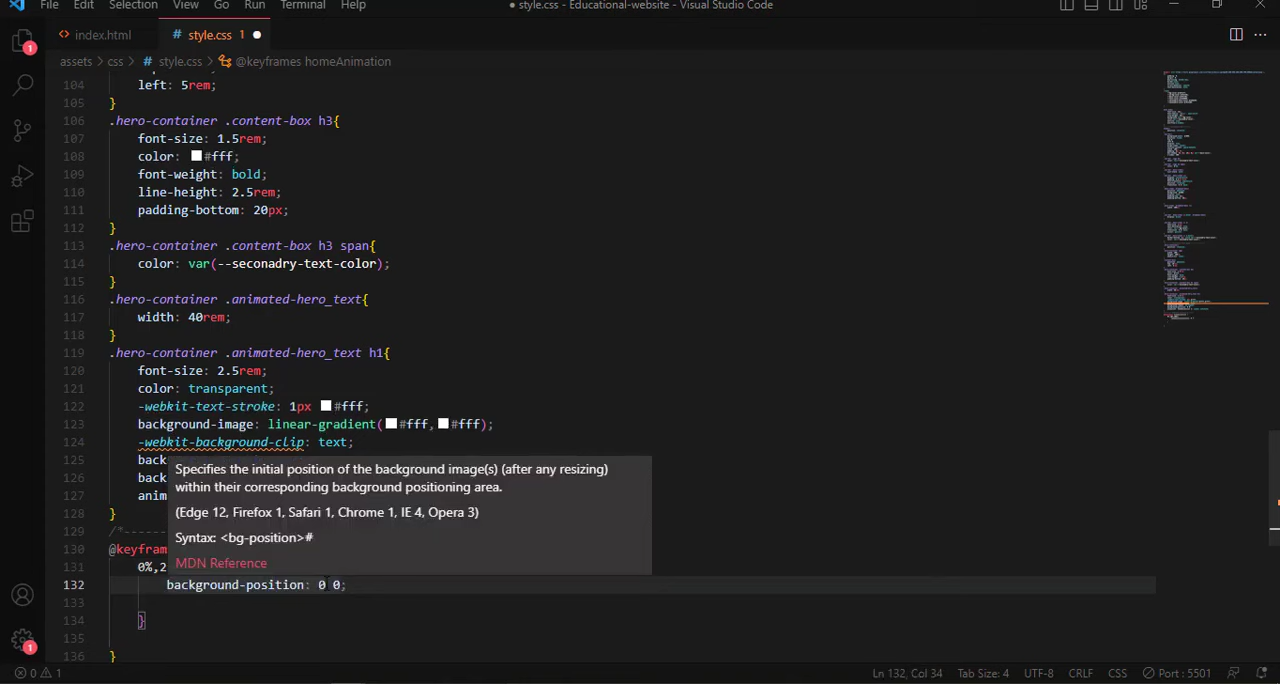 File Edit Selection View Go Run Terminal Help ● style.css - Educational-website - Visual Studio Code
<> index.html # style.css 1 ●
assets > css > # style.css > @keyframes homeAnimation
104 left: 5rem;
105 }
106 .hero-container .content-box h3{
107 font-size: 1.5rem;
108 color: #fff;
109 font-weight: bold;
110 line-height: 2.5rem;
111 padding-bottom: 20px;
112 }
113 .hero-container .content-box h3 span{
114 color: var(--seconadry-text-color);
115 }
116 .hero-container .animated-hero_text{
117 width: 40rem;
118 }
119 .hero-container .animated-hero_text h1{
120 font-size: 2.5rem;
121 color: transparent;
122 -webkit-text-stroke: 1px #fff;
123 background-image: linear-gradient(#fff,#fff);
124 -webkit-background-clip: text;
125 bac
126 bac
127 ani
128 }
129 /*
130 @keyfram
131 0%,2
Specifies the initial position of the background image(s) (after any resizing)
within their corresponding background positioning area.
(Edge 12, Firefox 1, Safari 1, Chrome 1, IE 4, Opera 3)
Syntax: <bg-position>#
MDN Reference
132 background-position: 0 0;
133
134 }
135
136 }
1
1
0 1 Ln 132, Col 34 Tab Size: 4 UTF-8 CRLF CSS Port : 5501